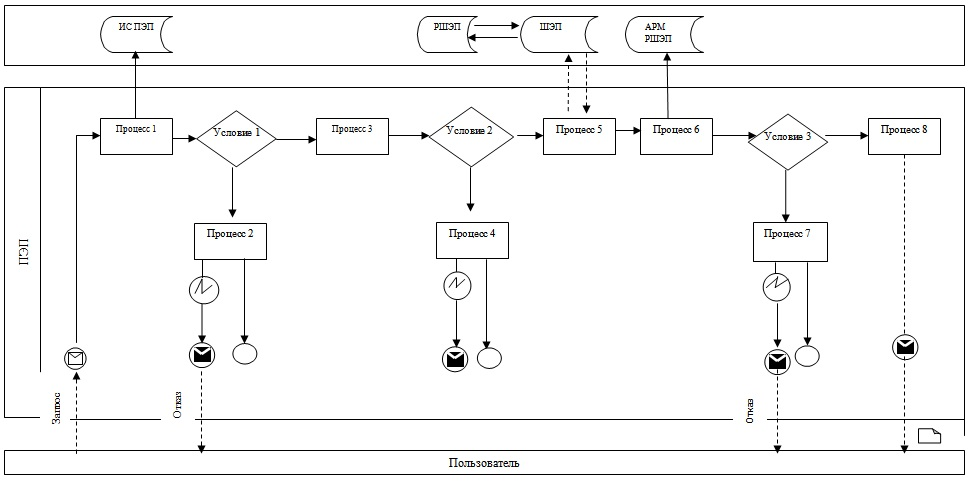 ИС ПЭП
РШЭП
ШЭП
АРМ
РШЭП
Процесс 1
Условие 1
Процесс 3
Условие 2
Процесс 5
Процесс 6
Условие 3
Процесс 8
Процесс 2
Процесс 4
Процесс 7
ПЭП
Запрос
Отказ
Отказ
Пользователь